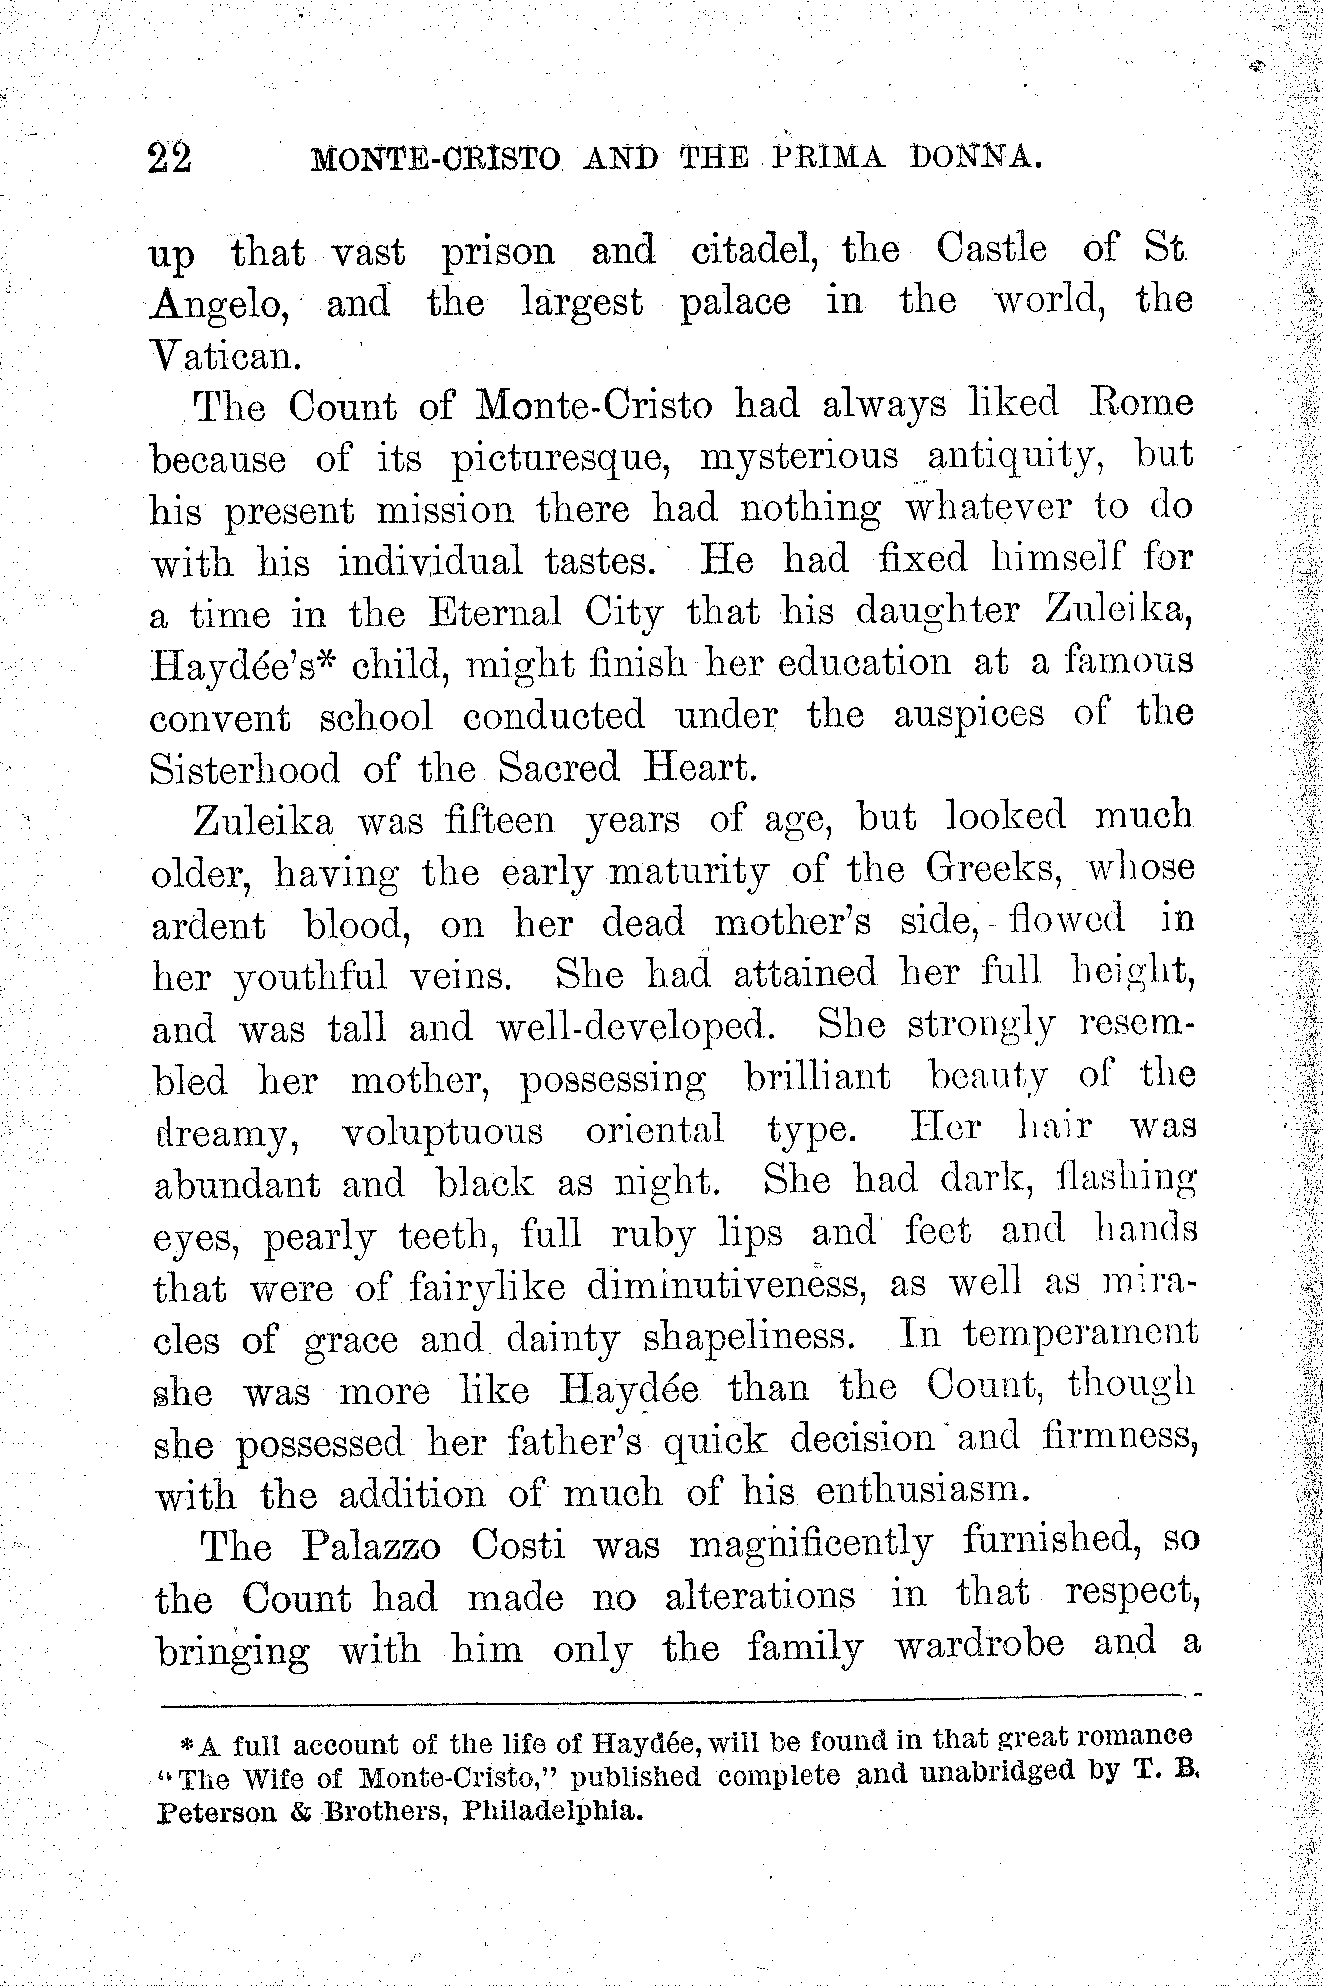 22 MONTE-CRISTO AND THE PRIMA DONNA.
up that vast prison and citadel, the Castle of St.
Angelo, and the largest palace in the world, the
Vatican.
The Count of Monte-Cristo had always liked Rome
because of its picturesque, mysterious antiquity, but
his present mission there had nothing whatever to do
with his individual tastes. He had fixed himself for
a time in the Eternal City that his daughter Zuleika,
Haydée's* child, might finish her education at a famous
convent school conducted under the auspices of the
Sisterhood of the Sacred Heart.
Zuleika was fifteen years of age, but looked much
older, having the early maturity of the Greeks, whose
ardent blood, on her dead mother's side, flowed in
her youthful veins. She had attained her full height,
and was tall and well-developed. She strongly resem-
bled her mother, possessing brilliant beauty of the
dreamy, voluptuous oriental type. Her hair was
abundant and black as night. She had dark, flashing
eyes, pearly teeth, full ruby lips and feet and hands
that were of fairylike diminutiveness, as well as mira-
cles of grace and dainty shapeliness. In temperament
she was more like Haydée than the Count, though
she possessed her father's quick decision and firmness,
with the addition of much of his enthusiasm.
The Palazzo Costi was magnificently furnished, so
the Count had made no alterations in that respect,
bringing with him only the family wardrobe and a
*A full account of the life of Haydée, will be found in that great romance
"The Wife of Monte-Cristo," published complete and unabridged by T. B.
Peterson & Brothers, Philadelphia.